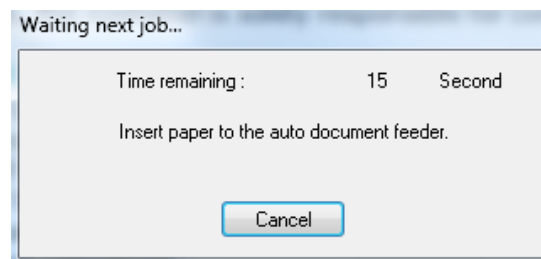 Waiting next job...
Time remaining : 15 Second
Insert paper to the auto document feeder.
Cancel